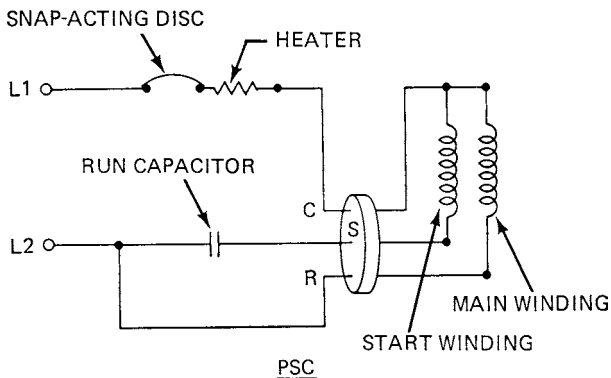 SNAP-ACTING DISC
HEATER
L1
RUN CAPACITOR
C
S
L2
R
MAIN WINDING
START WINDING
PSC